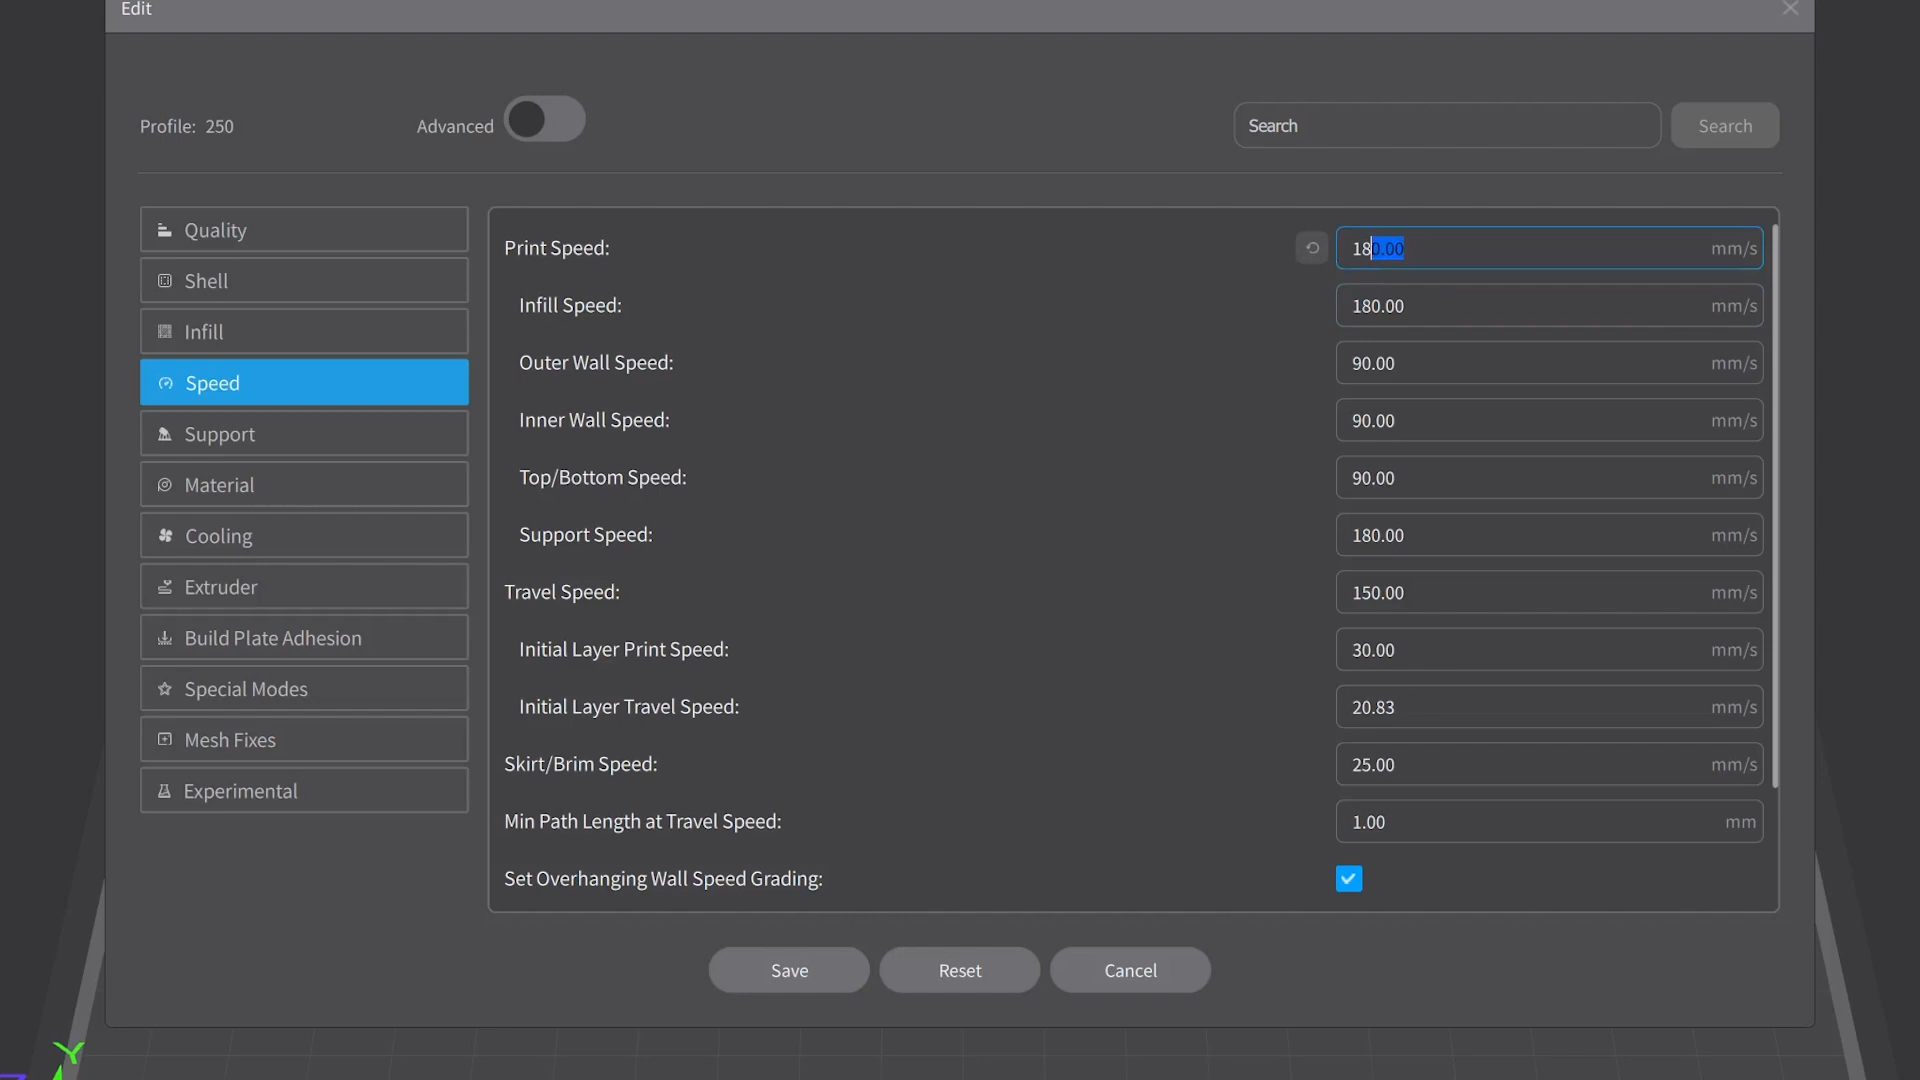 Edit
Profile: 250
Advanced
Search
Search
Quality
Shell
Infill
Speed
Support
Material
Cooling
Extruder
Build Plate Adhesion
Special Modes
Mesh Fixes
Experimental
Print Speed: 180.00 mm/s
Infill Speed: 180.00 mm/s
Outer Wall Speed: 90.00 mm/s
Inner Wall Speed: 90.00 mm/s
Top/Bottom Speed: 90.00 mm/s
Support Speed: 180.00 mm/s
Travel Speed: 150.00 mm/s
Initial Layer Print Speed: 30.00 mm/s
Initial Layer Travel Speed: 20.83 mm/s
Skirt/Brim Speed: 25.00 mm/s
Min Path Length at Travel Speed: 1.00 mm
Set Overhanging Wall Speed Grading:
Save
Reset
Cancel
Y